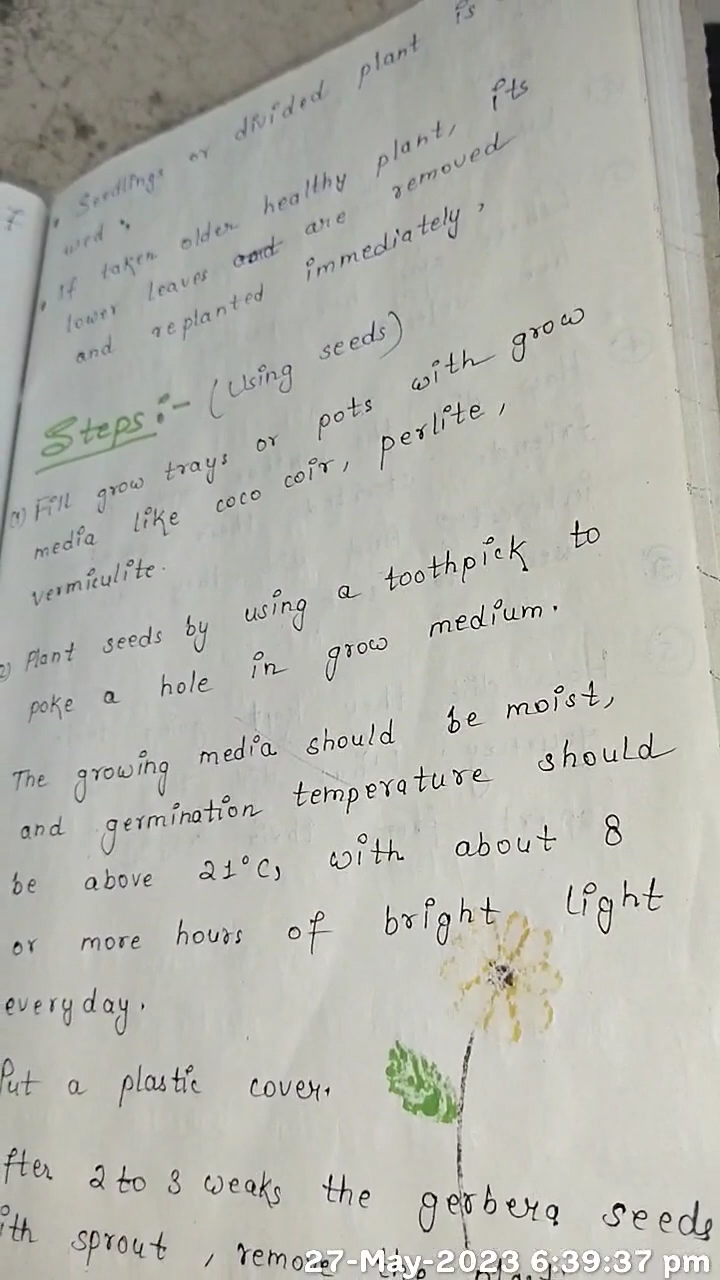 7
• Seedlings or divided plant is
used.
• If taken older healthy plant, its
lower leaves are removed
and replanted immediately,
Steps:- (Using seeds)
(1) Fill grow trays or pots with grow
media like coco coir, perlite,
vermiculite.
2) Plant seeds by using a toothpick to
poke a hole in grow medium.
The growing media should be moist,
and germination temperature should
be above 21°C, with about 8
or more hours of bright light
everyday.
Put a plastic cover.
fter 2 to 3 weaks the gerbera seeds
ith sprout, remove the
27-May-2023 6:39:37 pm